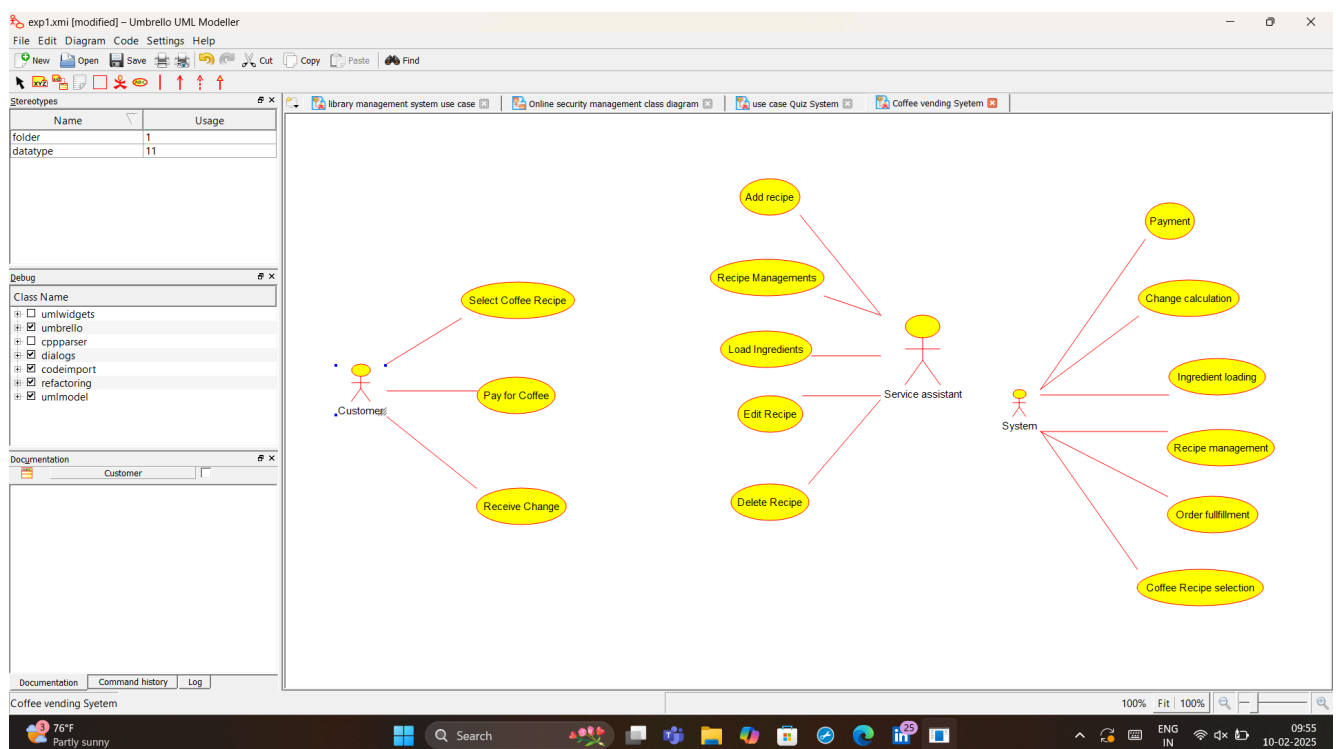 exp1.xmi [modified] – Umbrello UML Modeller
File Edit Diagram Code Settings Help
New Open Save Cut Copy Paste Find
XYZ ABC
Stereotypes
Name Usage
folder 1
datatype 11
Debug
Class Name
umlwidgets
umbrello
cppparser
dialogs
codeimport
refactoring
umlmodel
Documentation
Customer
Documentation Command history Log
library management system use case Online security management class diagram use case Quiz System Coffee vending Syetem
Select Coffee Recipe
Pay for Coffee
Receive Change
Customer
Add recipe
Recipe Managements
Load Ingredients
Edit Recipe
Delete Recipe
Service assistant
System
Payment
Change calculation
Ingredient loading
Recipe management
Order fullfillment
Coffee Recipe selection
Coffee vending Syetem
100% Fit 100%
3
76°F
Partly sunny
Search
25
ENG
IN
09:55
10-02-2025